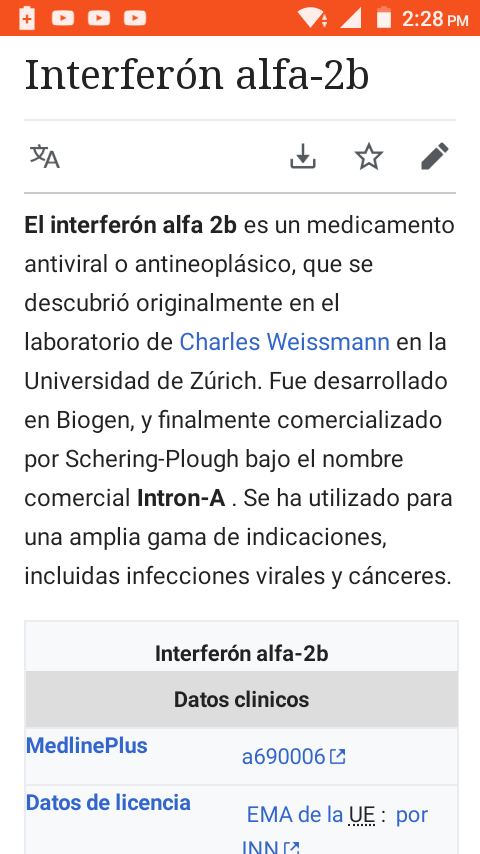 2:28 PM
Interferón alfa-2b
El interferón alfa 2b es un medicamento
antiviral o antineoplásico, que se
descubrió originalmente en el
laboratorio de Charles Weissmann en la
Universidad de Zúrich. Fue desarrollado
en Biogen, y finalmente comercializado
por Schering-Plough bajo el nombre
comercial Intron-A . Se ha utilizado para
una amplia gama de indicaciones,
incluidas infecciones virales y cánceres.
Interferón alfa-2b
Datos clinicos
MedlinePlus a690006
Datos de licencia EMA de la UE : por
INN